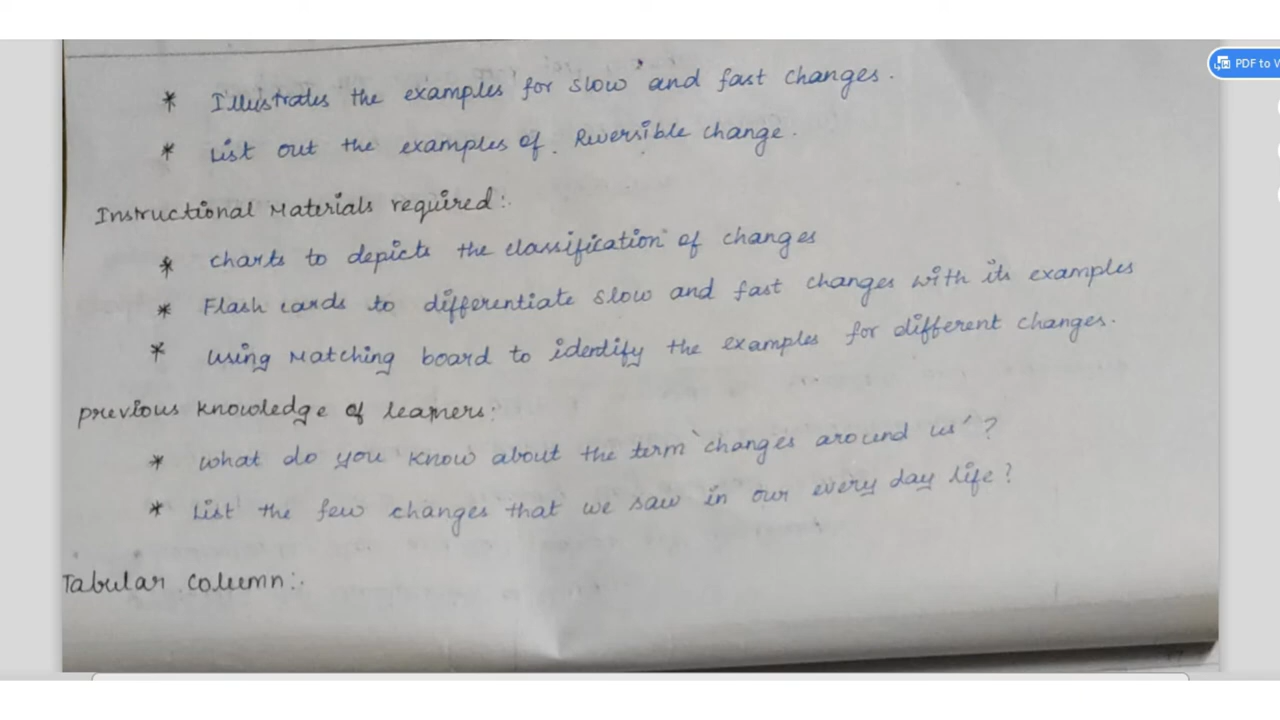 * Illustrates the examples for slow and fast changes.
* List out the examples of Reversible change.
Instructional Materials required:
* charts to depicts the classification of changes
* Flash cards to differentiate slow and fast changes with its examples
* using Matching board to identify the examples for different changes.
previous knowledge of learners:
* what do you know about the term 'changes around us'?
* List the few changes that we saw in our every day life?
Tabular column:
PDF to